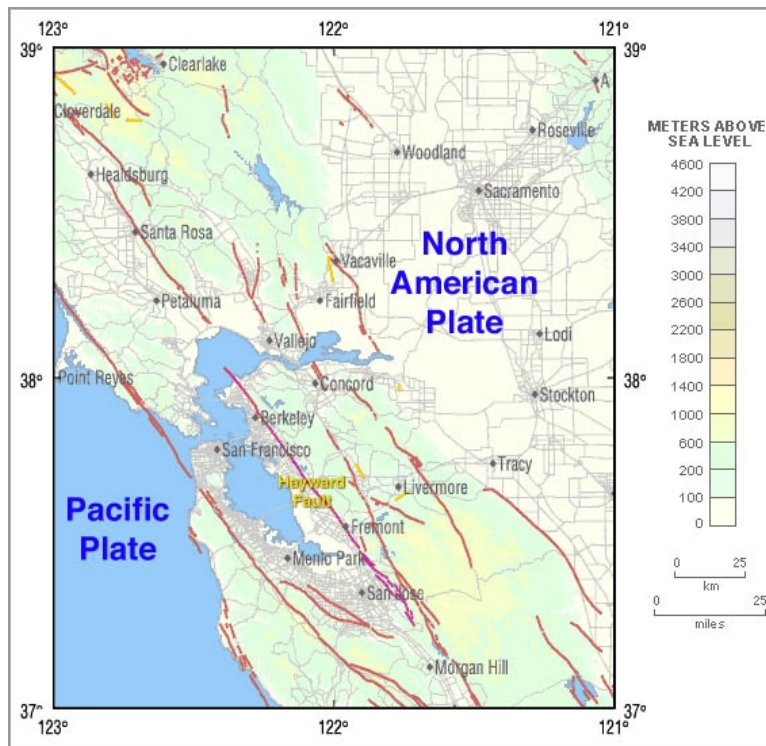 123°
122°
121°
39°
39°
Clearlake
A
Cloverdale
Roseville
Woodland
Healdsburg
Sacramento
Santa Rosa
North
American
Plate
Vacaville
Petaluma
Fairfield
Vallejo
Lodi
38°
38°
Point Reyes
Concord
Stockton
Berkeley
San Francisco
Tracy
Hayward
Fault
Livermore
Pacific
Plate
Fremont
Menlo Park
San Jose
Morgan Hill
37°
37°
123°
122°
121°
METERS ABOVE
SEA LEVEL
4600
4200
3800
3400
3000
2600
2200
1800
1400
1000
600
200
100
0
0 25
km
0 25
miles